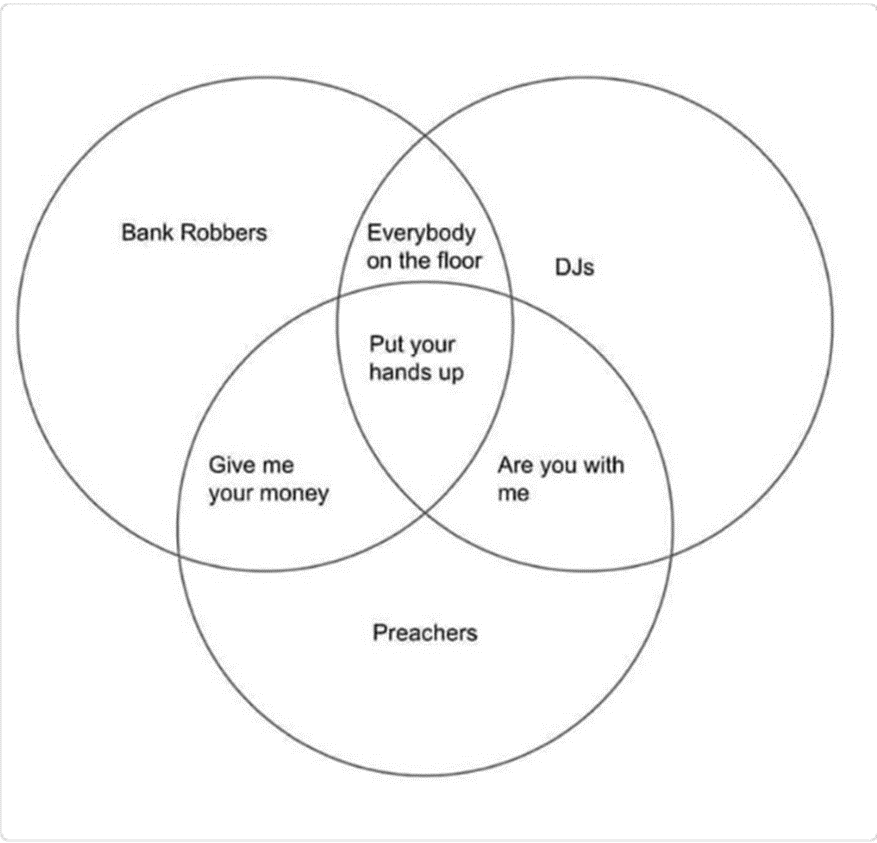 Bank Robbers
Everybody
on the floor
DJs
Put your
hands up
Give me
your money
Are you with
me
Preachers